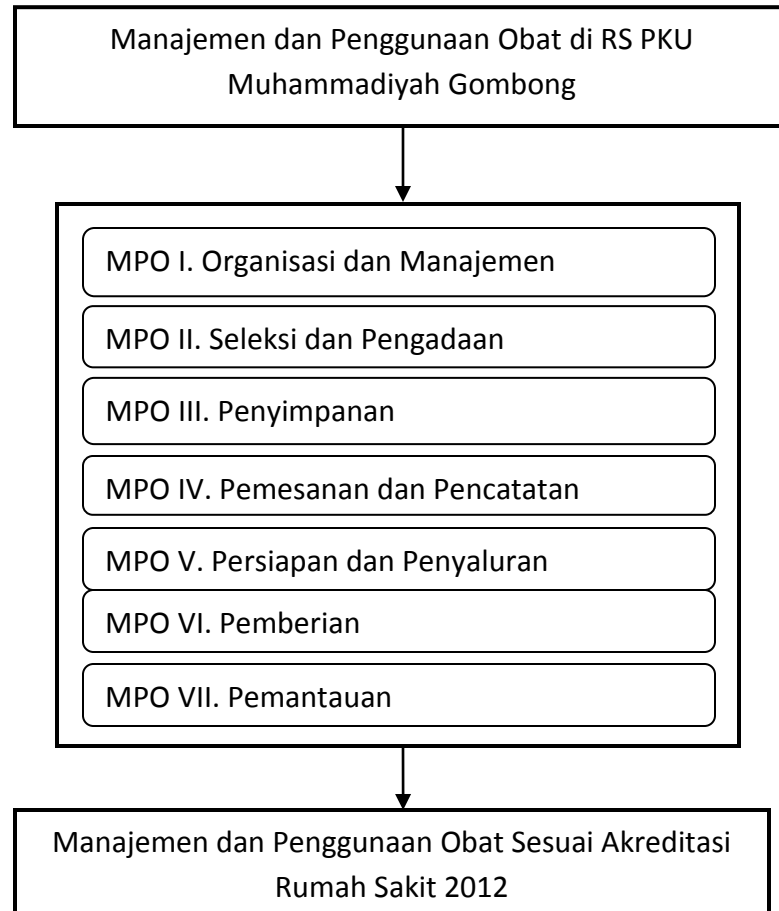 Manajemen dan Penggunaan Obat di RS PKU
Muhammadiyah Gombong
MPO I. Organisasi dan Manajemen
MPO II. Seleksi dan Pengadaan
MPO III. Penyimpanan
MPO IV. Pemesanan dan Pencatatan
MPO V. Persiapan dan Penyaluran
MPO VI. Pemberian
MPO VII. Pemantauan
Manajemen dan Penggunaan Obat Sesuai Akreditasi
Rumah Sakit 2012